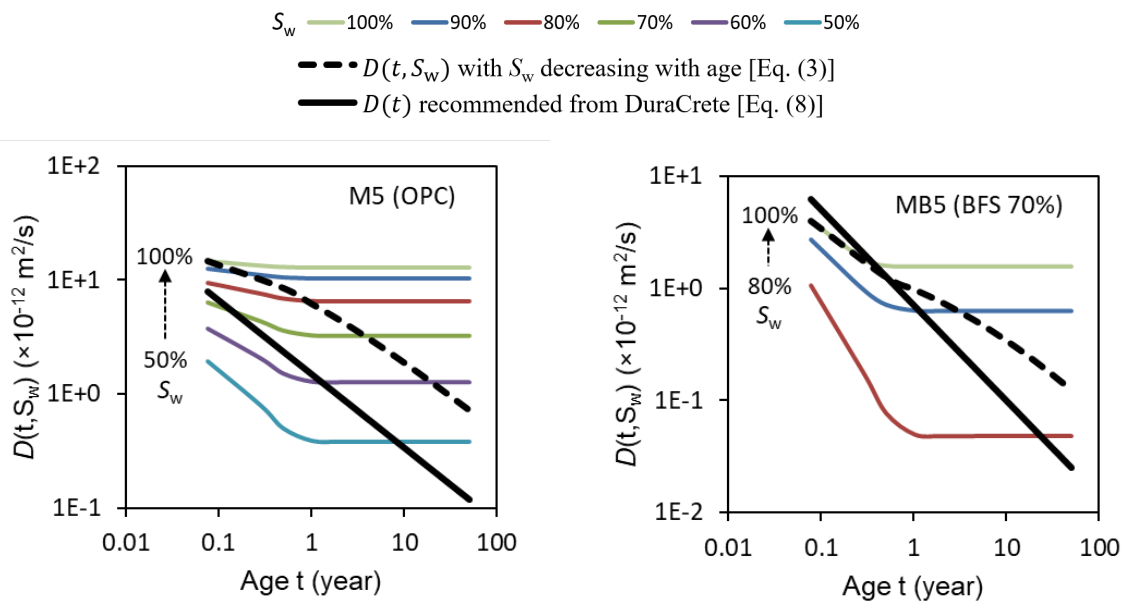 Sw 100% 90% 80% 70% 60% 50%
D(t, Sw) with Sw decreasing with age [Eq. (3)]
D(t) recommended from DuraCrete [Eq. (8)]
D(t,Sw) (×10-12 m2/s)
1E+2
1E+1
1E+0
1E-1
M5 (OPC)
100%
50%
Sw
0.01 0.1 1 10 100
Age t (year)
D(t,Sw) (×10-12 m2/s)
1E+1
1E+0
1E-1
1E-2
MB5 (BFS 70%)
100%
80%
Sw
0.01 0.1 1 10 100
Age t (year)